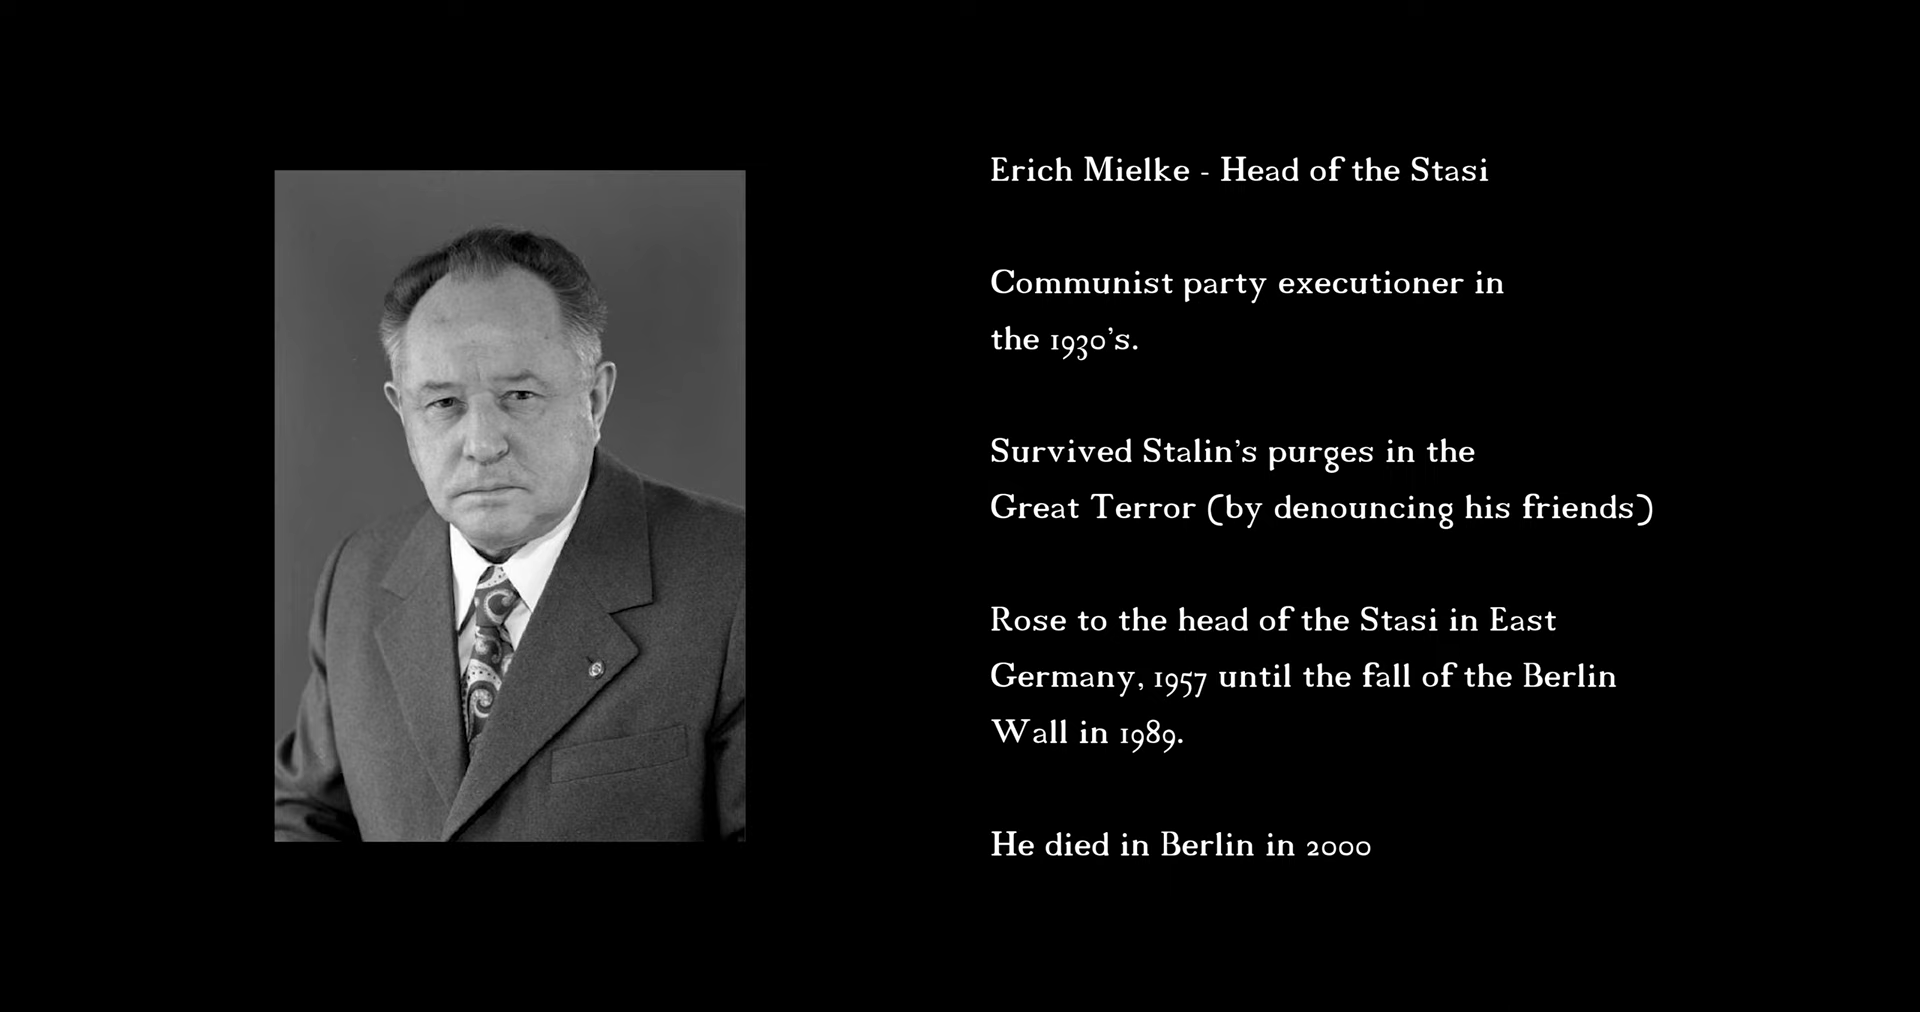 Erich Mielke - Head of the Stasi
Communist party executioner in
the 1930's.
Survived Stalin's purges in the
Great Terror (by denouncing his friends)
Rose to the head of the Stasi in East
Germany, 1957 until the fall of the Berlin
Wall in 1989.
He died in Berlin in 2000